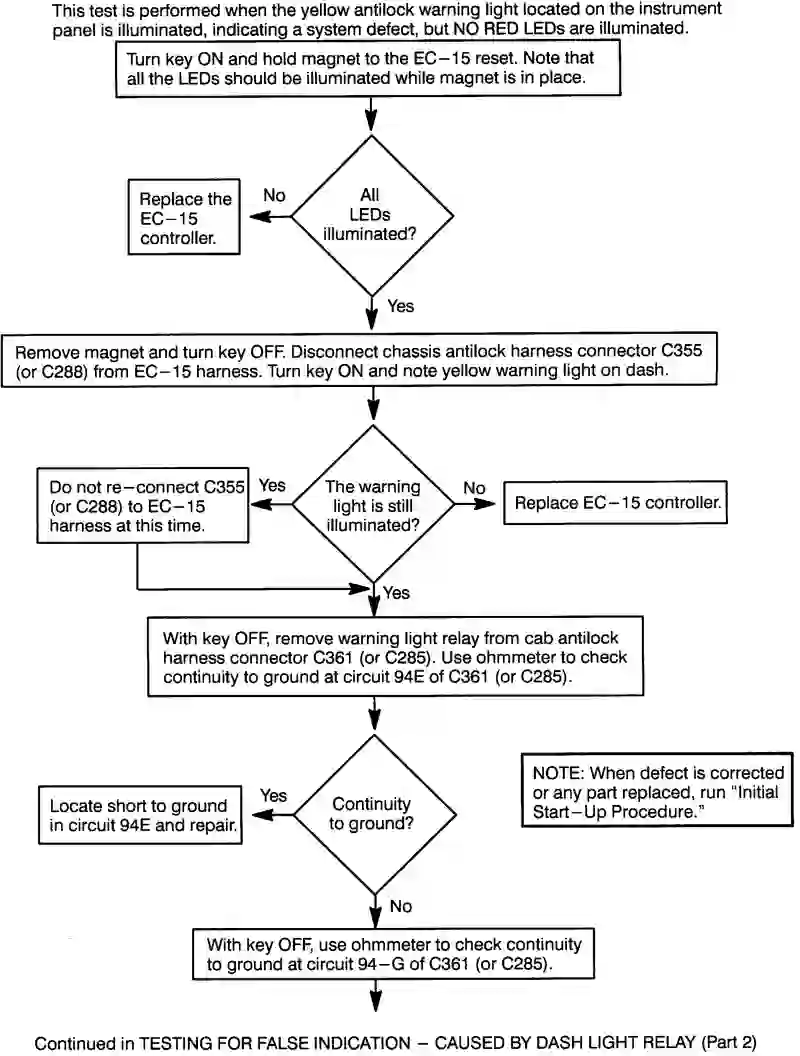 This test is performed when the yellow antilock warning light located on the instrument
panel is illuminated, indicating a system defect, but NO RED LEDs are illuminated.
Turn key ON and hold magnet to the EC-15 reset. Note that
all the LEDs should be illuminated while magnet is in place.
All
LEDs
illuminated?
No
Replace the
EC-15
controller.
Yes
Remove magnet and turn key OFF. Disconnect chassis antilock harness connector C355
(or C288) from EC-15 harness. Turn key ON and note yellow warning light on dash.
The warning
light is still
illuminated?
Yes
Do not re-connect C355
(or C288) to EC-15
harness at this time.
No
Replace EC-15 controller.
Yes
With key OFF, remove warning light relay from cab antilock
harness connector C361 (or C285). Use ohmmeter to check
continuity to ground at circuit 94E of C361 (or C285).
Continuity
to ground?
Yes
Locate short to ground
in circuit 94E and repair.
NOTE: When defect is corrected
or any part replaced, run "Initial
Start-Up Procedure."
No
With key OFF, use ohmmeter to check continuity
to ground at circuit 94-G of C361 (or C285).
Continued in TESTING FOR FALSE INDICATION - CAUSED BY DASH LIGHT RELAY (Part 2)